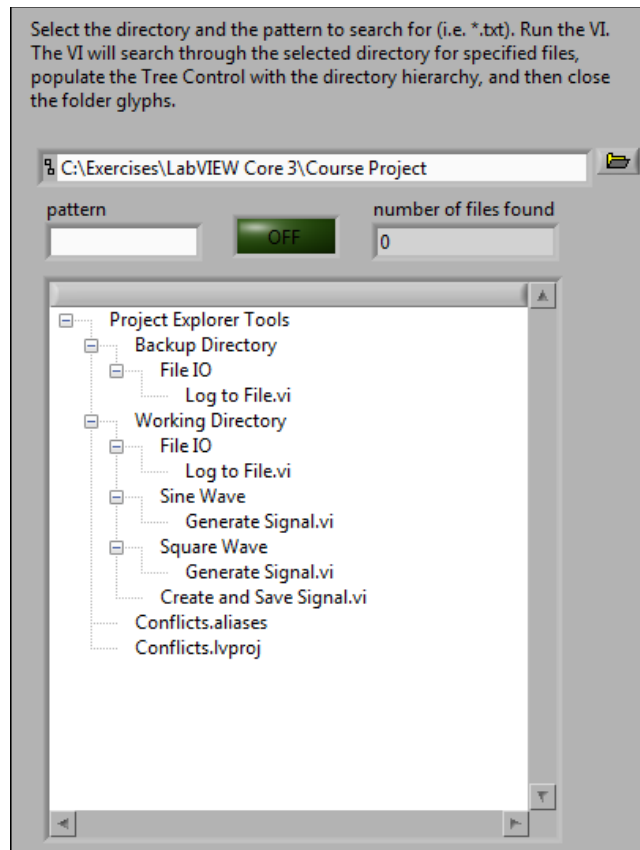 Select the directory and the pattern to search for (i.e. *.txt). Run the VI.
The VI will search through the selected directory for specified files,
populate the Tree Control with the directory hierarchy, and then close
the folder glyphs.
C:\Exercises\LabVIEW Core 3\Course Project
pattern
OFF
number of files found
0
Project Explorer Tools
Backup Directory
File IO
Log to File.vi
Working Directory
File IO
Log to File.vi
Sine Wave
Generate Signal.vi
Square Wave
Generate Signal.vi
Create and Save Signal.vi
Conflicts.aliases
Conflicts.lvproj